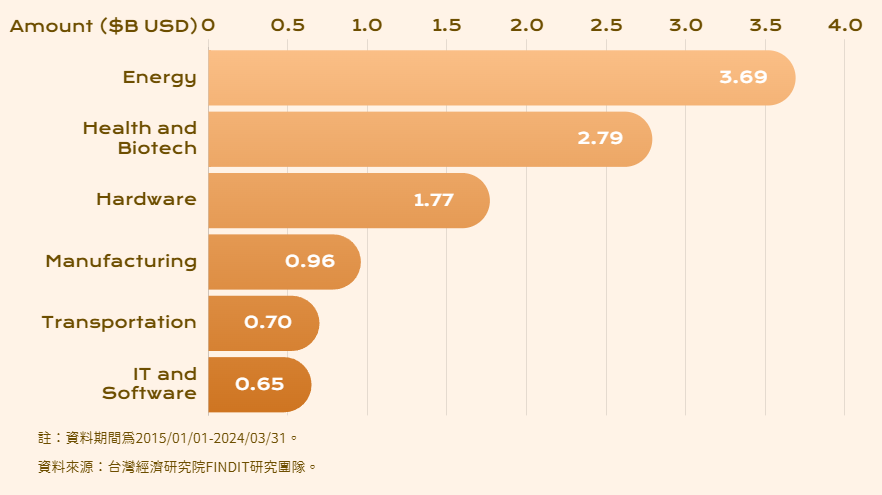 Amount ($B USD) 0 0.5 1.0 1.5 2.0 2.5 3.0 3.5 4.0
Energy 3.69
Health and
Biotech 2.79
Hardware 1.77
Manufacturing 0.96
Transportation 0.70
IT and
Software 0.65
註：資料期間爲2015/01/01-2024/03/31。
資料來源：台灣經濟研究院FINDIT研究團隊。